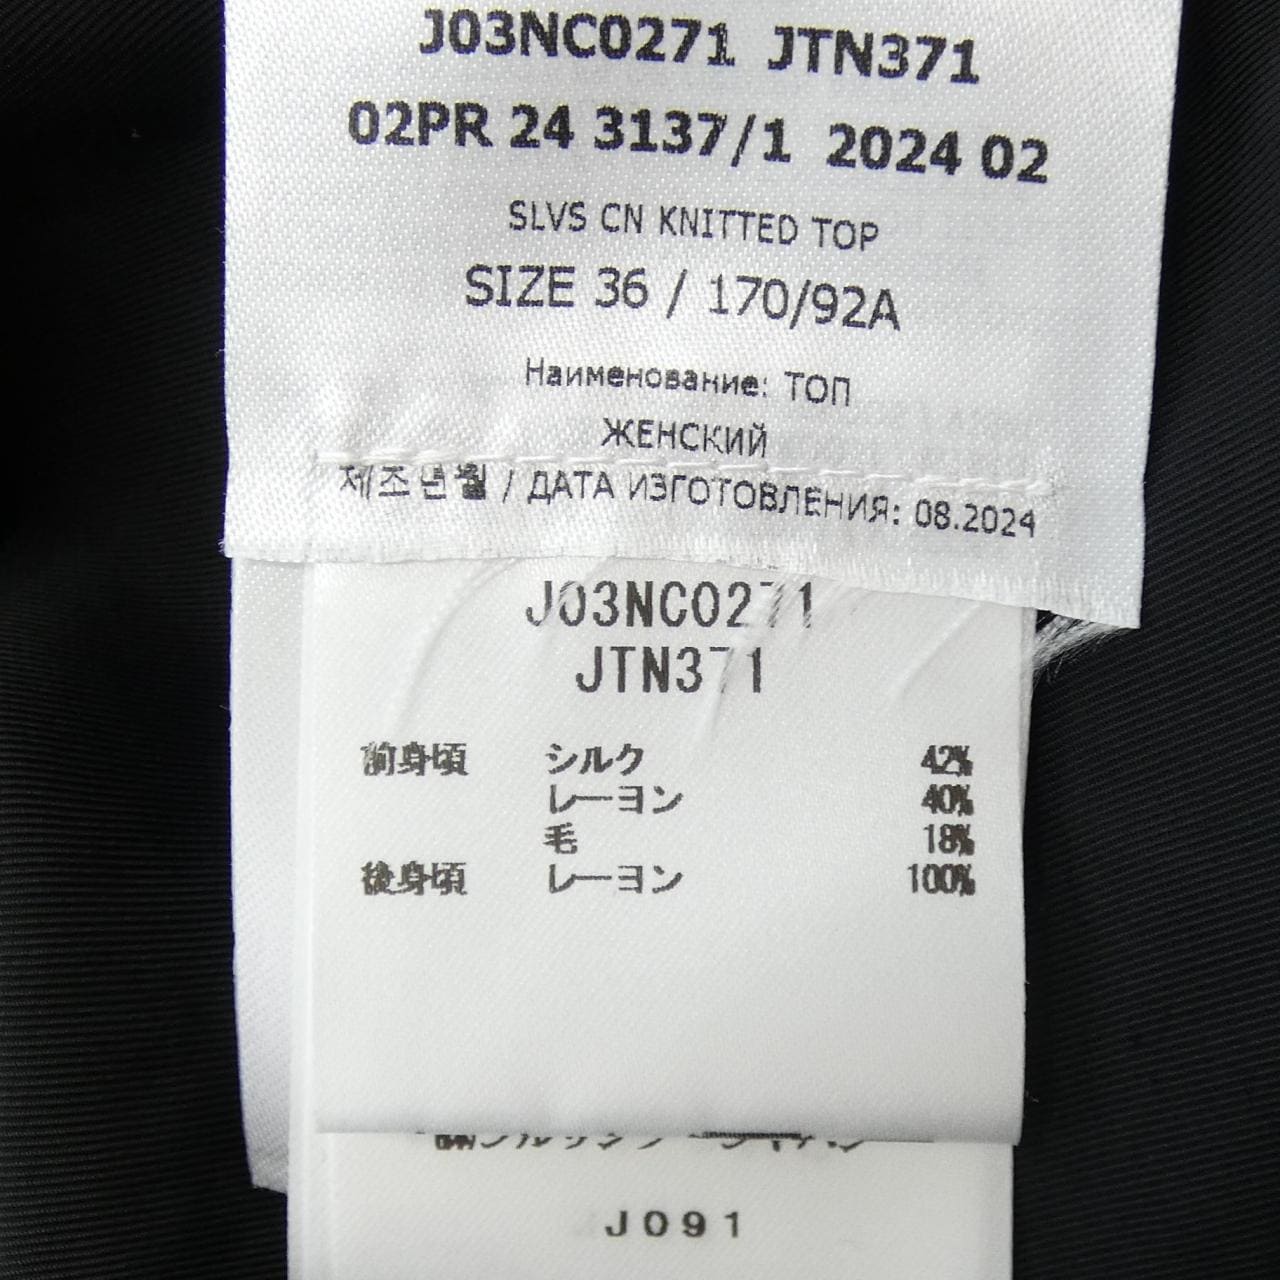 J03NC0271 JTN371
02PR 24 3137/1 2024 02
SLVS CN KNITTED TOP
SIZE 36 / 170/92A
Наименование: ТОП
ЖЕНСКИЙ
제조년월 / ДАТА ИЗГОТОВЛЕНИЯ: 08.2024
J03NC0271
JTN371
前身頃 シルク 42%
レーヨン 40%
毛 18%
後身頃 レーヨン 100%
J091